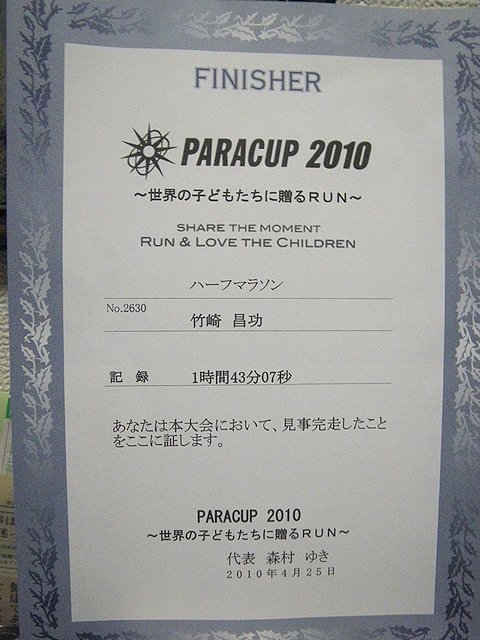 FINISHER
PARACUP 2010
～世界の子どもたちに贈るRUN～
SHARE THE MOMENT
RUN & LOVE THE CHILDREN
ハーフマラソン
No.2630
竹崎 昌功
記 録 1時間43分07秒
あなたは本大会において、見事完走したこと
をここに証します。
PARACUP 2010
～世界の子どもたちに贈るRUN～
代表 森村 ゆき
2010年4月25日